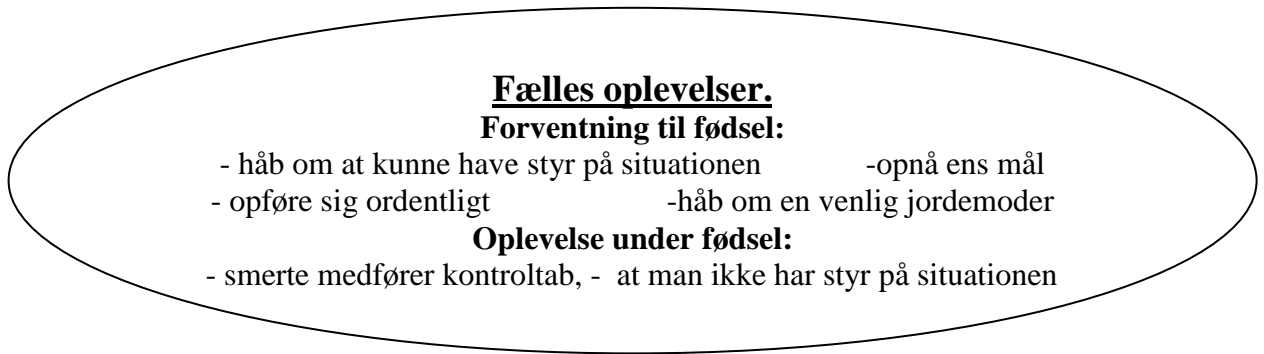 Fælles oplevelser.
Forventning til fødsel:
- håb om at kunne have styr på situationen -opnå ens mål
- opføre sig ordentligt -håb om en venlig jordemoder
Oplevelse under fødsel:
- smerte medfører kontroltab, - at man ikke har styr på situationen